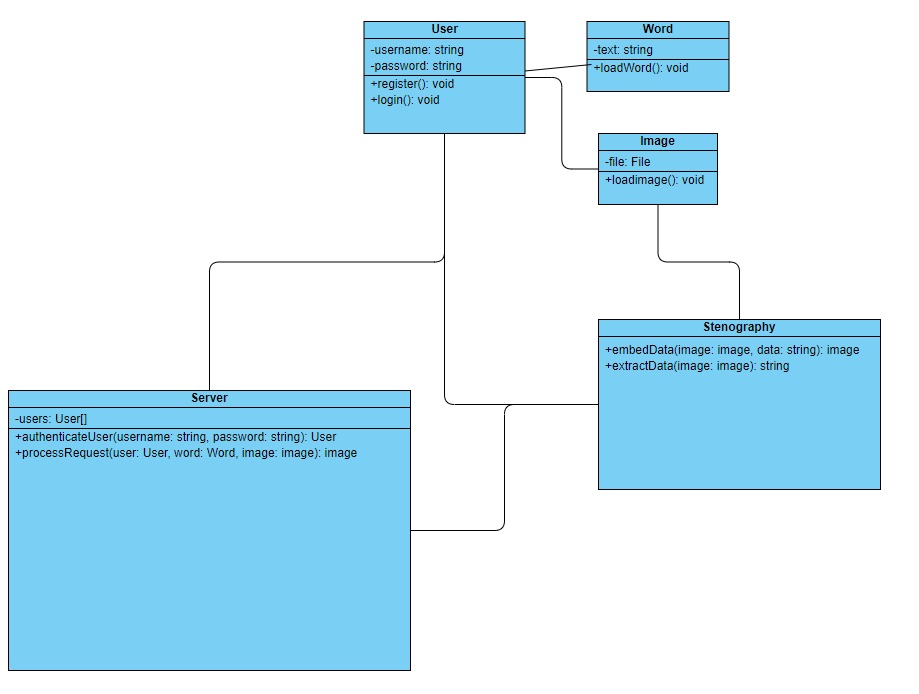 User
-username: string
-password: string
+register(): void
+login(): void
Word
-text: string
+loadWord(): void
Image
-file: File
+loadimage(): void
Stenography
+embedData(image: image, data: string): image
+extractData(image: image): string
Server
-users: User[]
+authenticateUser(username: string, password: string): User
+processRequest(user: User, word: Word, image: image): image